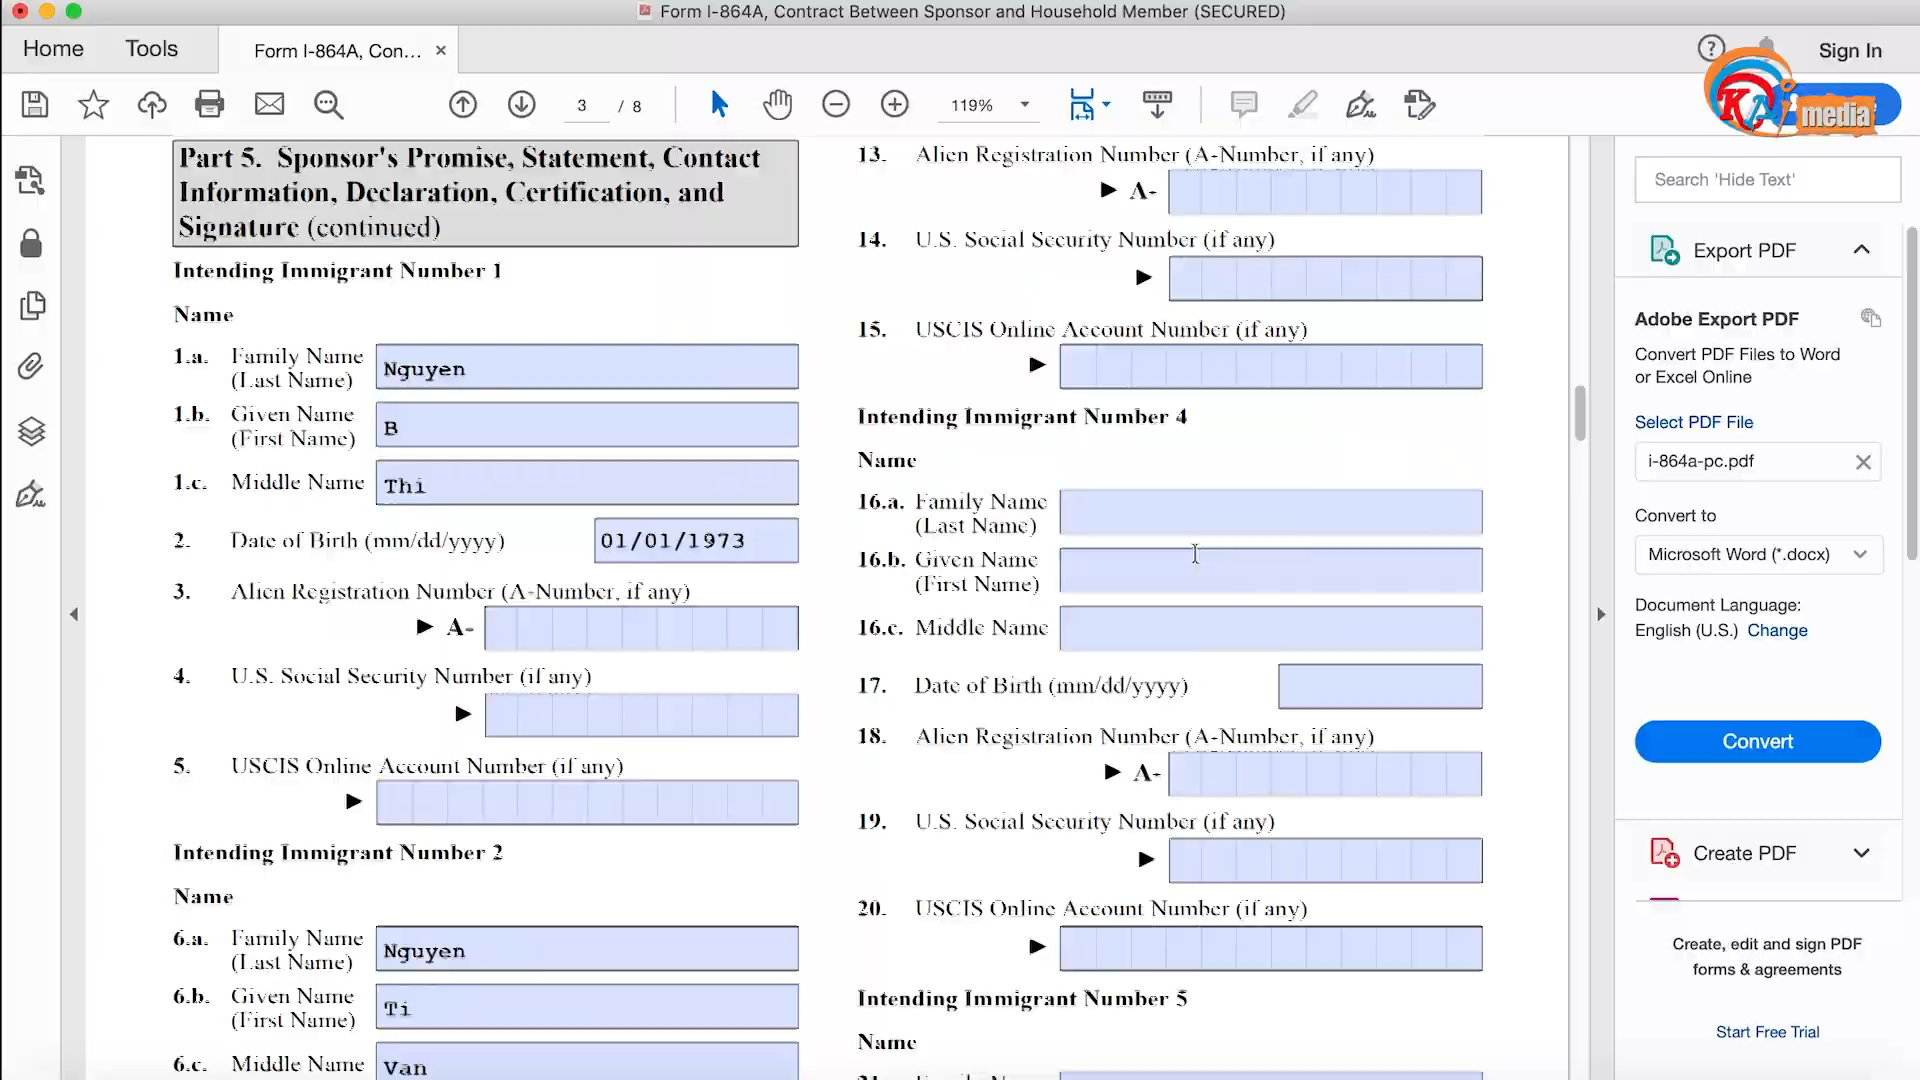 Form I-864A, Contract Between Sponsor and Household Member (SECURED)
Home
Tools
Form I-864A, Con...
Sign In
3 / 8
119%
KAI media
Part 5. Sponsor's Promise, Statement, Contact
Information, Declaration, Certification, and
Signature (continued)
Intending Immigrant Number 1
Name
1.a. Family Name
(Last Name)
Nguyen
1.b. Given Name
(First Name)
B
1.c. Middle Name
Thi
2. Date of Birth (mm/dd/yyyy)
01/01/1973
3. Alien Registration Number (A-Number, if any)
A-
4. U.S. Social Security Number (if any)
5. USCIS Online Account Number (if any)
Intending Immigrant Number 2
Name
6.a. Family Name
(Last Name)
Nguyen
6.b. Given Name
(First Name)
Ti
6.c. Middle Name
Van
13. Alien Registration Number (A-Number, if any)
A-
14. U.S. Social Security Number (if any)
15. USCIS Online Account Number (if any)
Intending Immigrant Number 4
Name
16.a. Family Name
(Last Name)
16.b. Given Name
(First Name)
16.c. Middle Name
17. Date of Birth (mm/dd/yyyy)
18. Alien Registration Number (A-Number, if any)
A-
19. U.S. Social Security Number (if any)
20. USCIS Online Account Number (if any)
Intending Immigrant Number 5
Name
Search 'Hide Text'
Export PDF
Adobe Export PDF
Convert PDF Files to Word
or Excel Online
Select PDF File
i-864a-pc.pdf
Convert to
Microsoft Word (*.docx)
Document Language:
English (U.S.) Change
Convert
Create PDF
Create, edit and sign PDF
forms & agreements
Start Free Trial